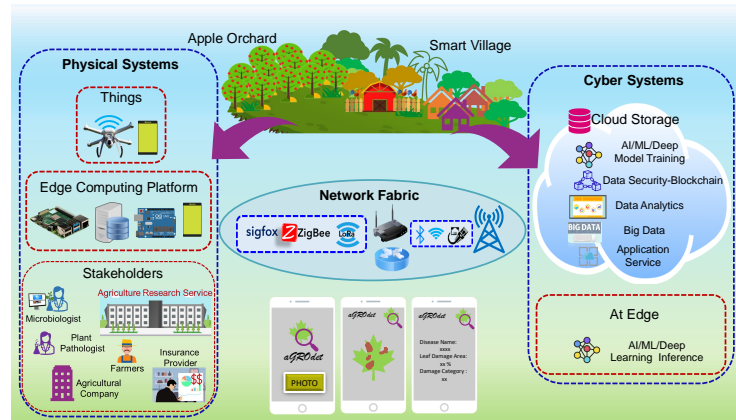 Apple Orchard
Smart Village
Physical Systems
Things
Edge Computing Platform
Stakeholders
Agriculture Research Service
Microbiologist
Plant
Pathologist
Farmers
Insurance
Provider
$$
Agricultural
Company
Network Fabric
sigfox
ZigBee
LoRa
aGROdet
PHOTO
aGROdet
aGROdet
Disease Name:
xxxx
Leaf Damage Area:
xx %
Damage Category :
xx
Cyber Systems
Cloud Storage
AI/ML/Deep
Model Training
Data Security-Blockchain
Data Analytics
BIG DATA
Big Data
Application
Service
At Edge
AI/ML/Deep
Learning Inference